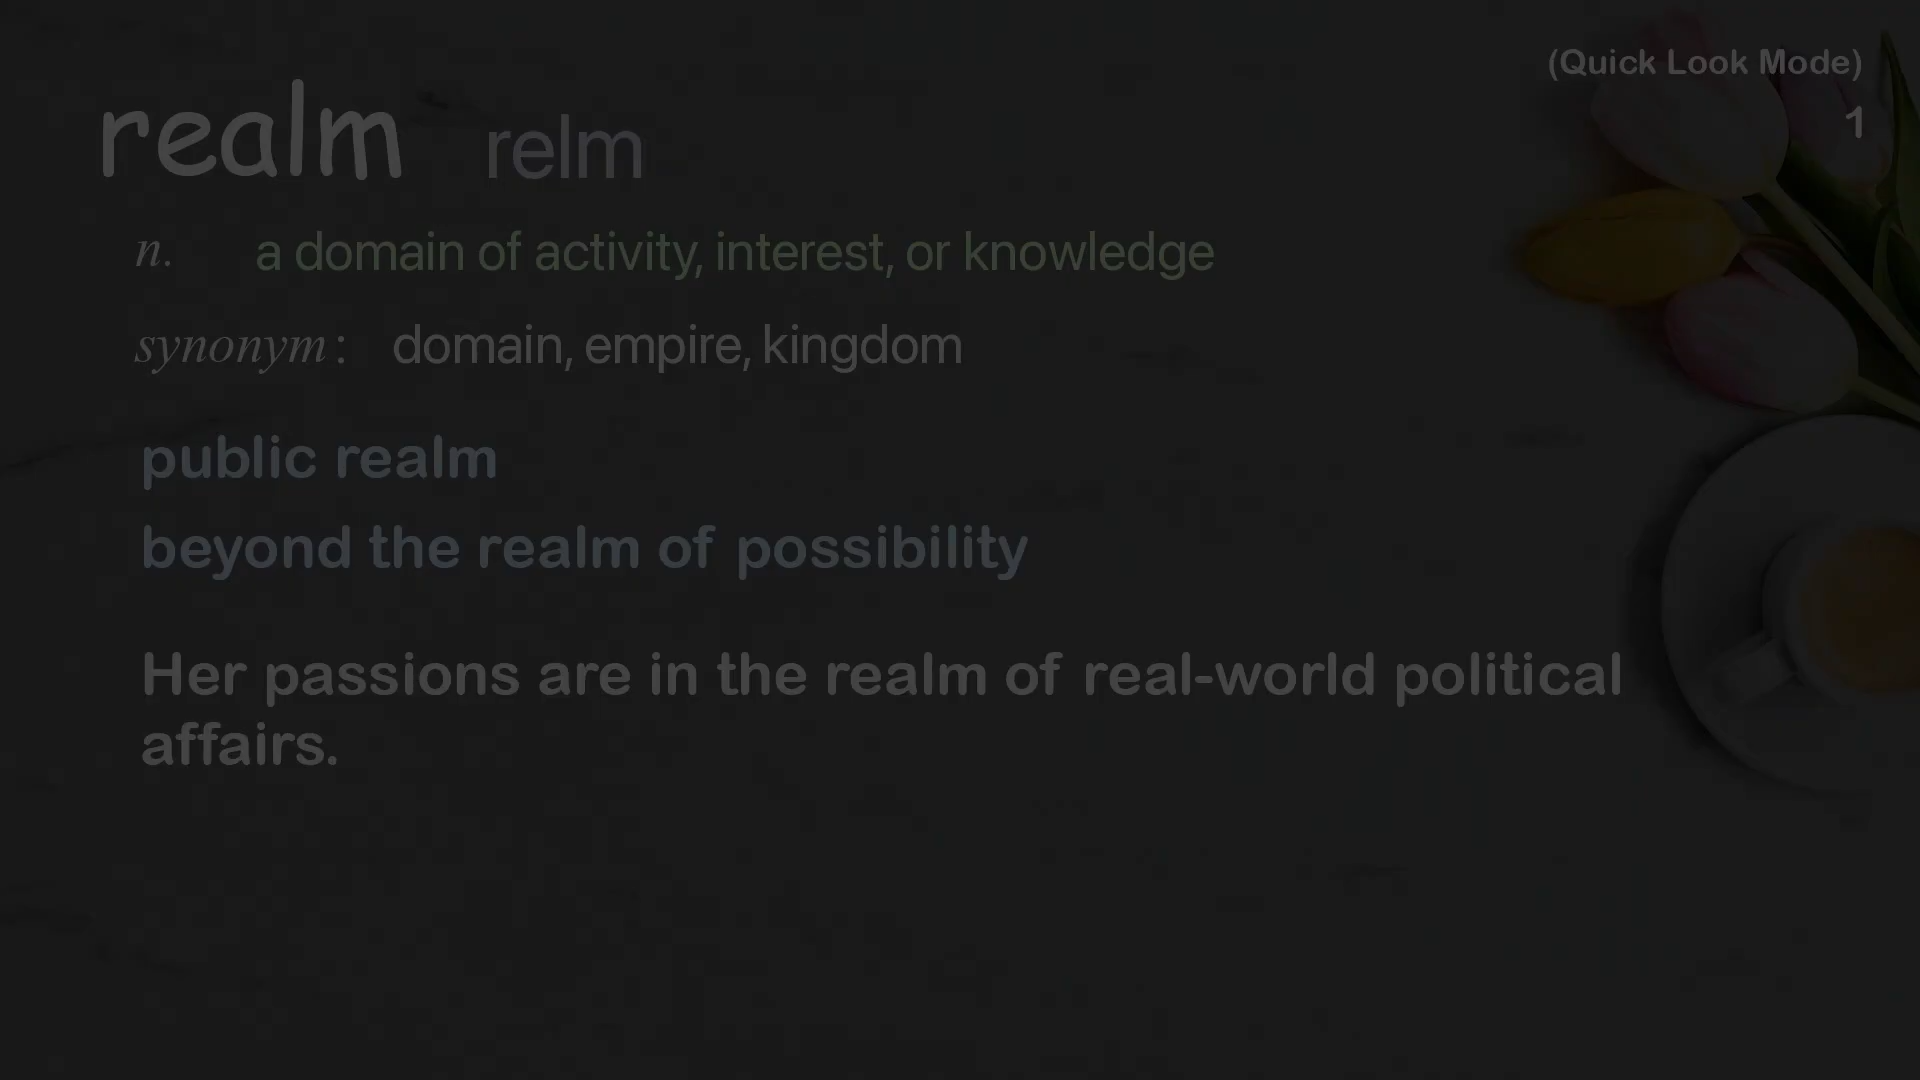 (Quick Look Mode)
1
realm relm
n. a domain of activity, interest, or knowledge
synonym: domain, empire, kingdom
public realm
beyond the realm of possibility
Her passions are in the realm of real-world political
affairs.